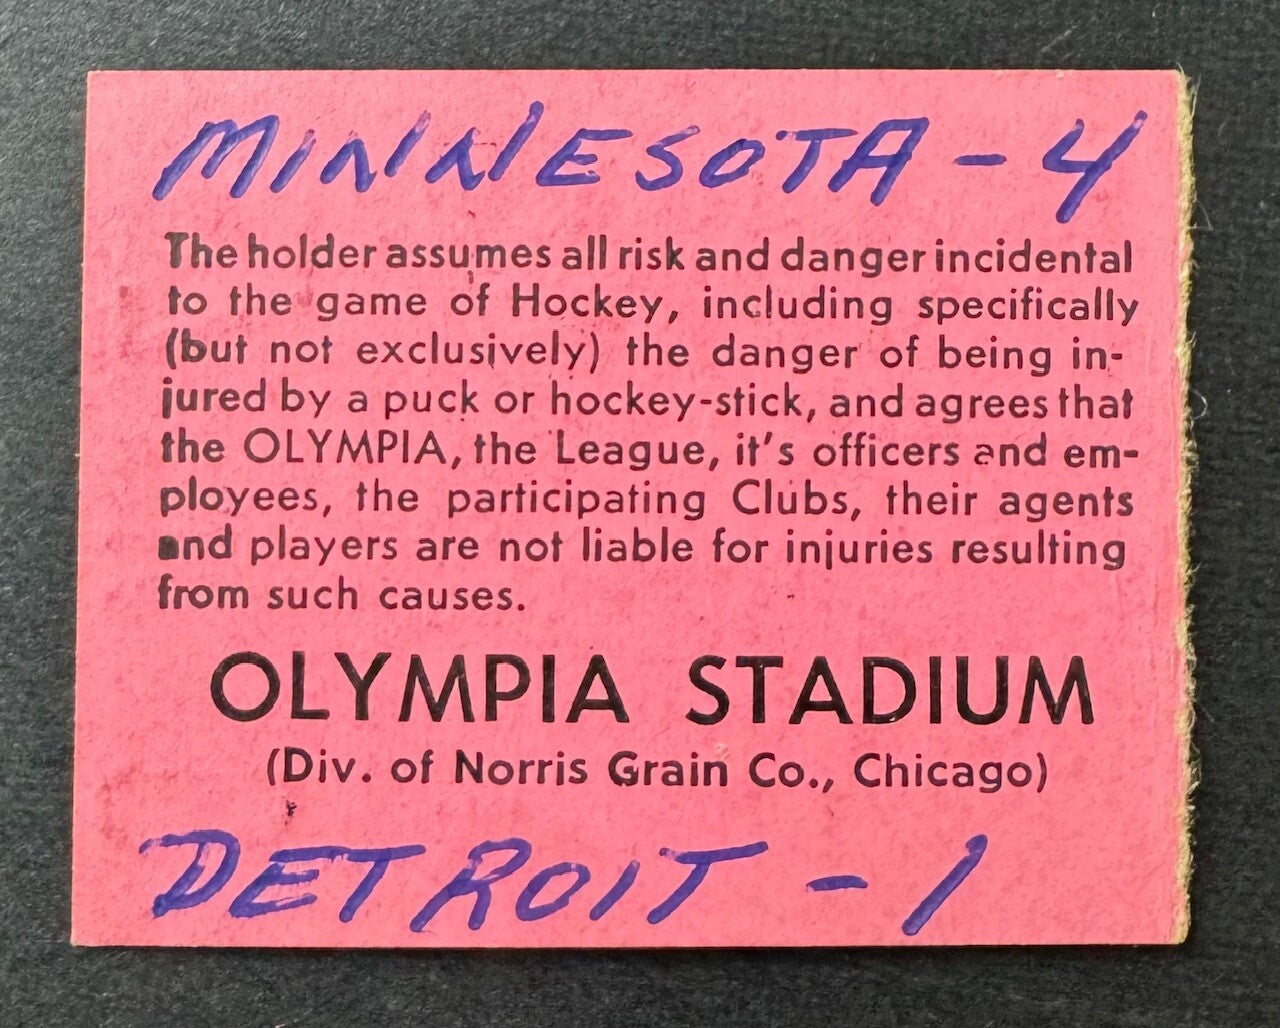 MINNESOTA - 4
The holder assumes all risk and danger incidental
to the game of Hockey, including specifically
(but not exclusively) the danger of being in-
jured by a puck or hockey-stick, and agrees that
the OLYMPIA, the League, it's officers and em-
ployees, the participating Clubs, their agents
and players are not liable for injuries resulting
from such causes.
OLYMPIA STADIUM
(Div. of Norris Grain Co., Chicago)
DETROIT - 1